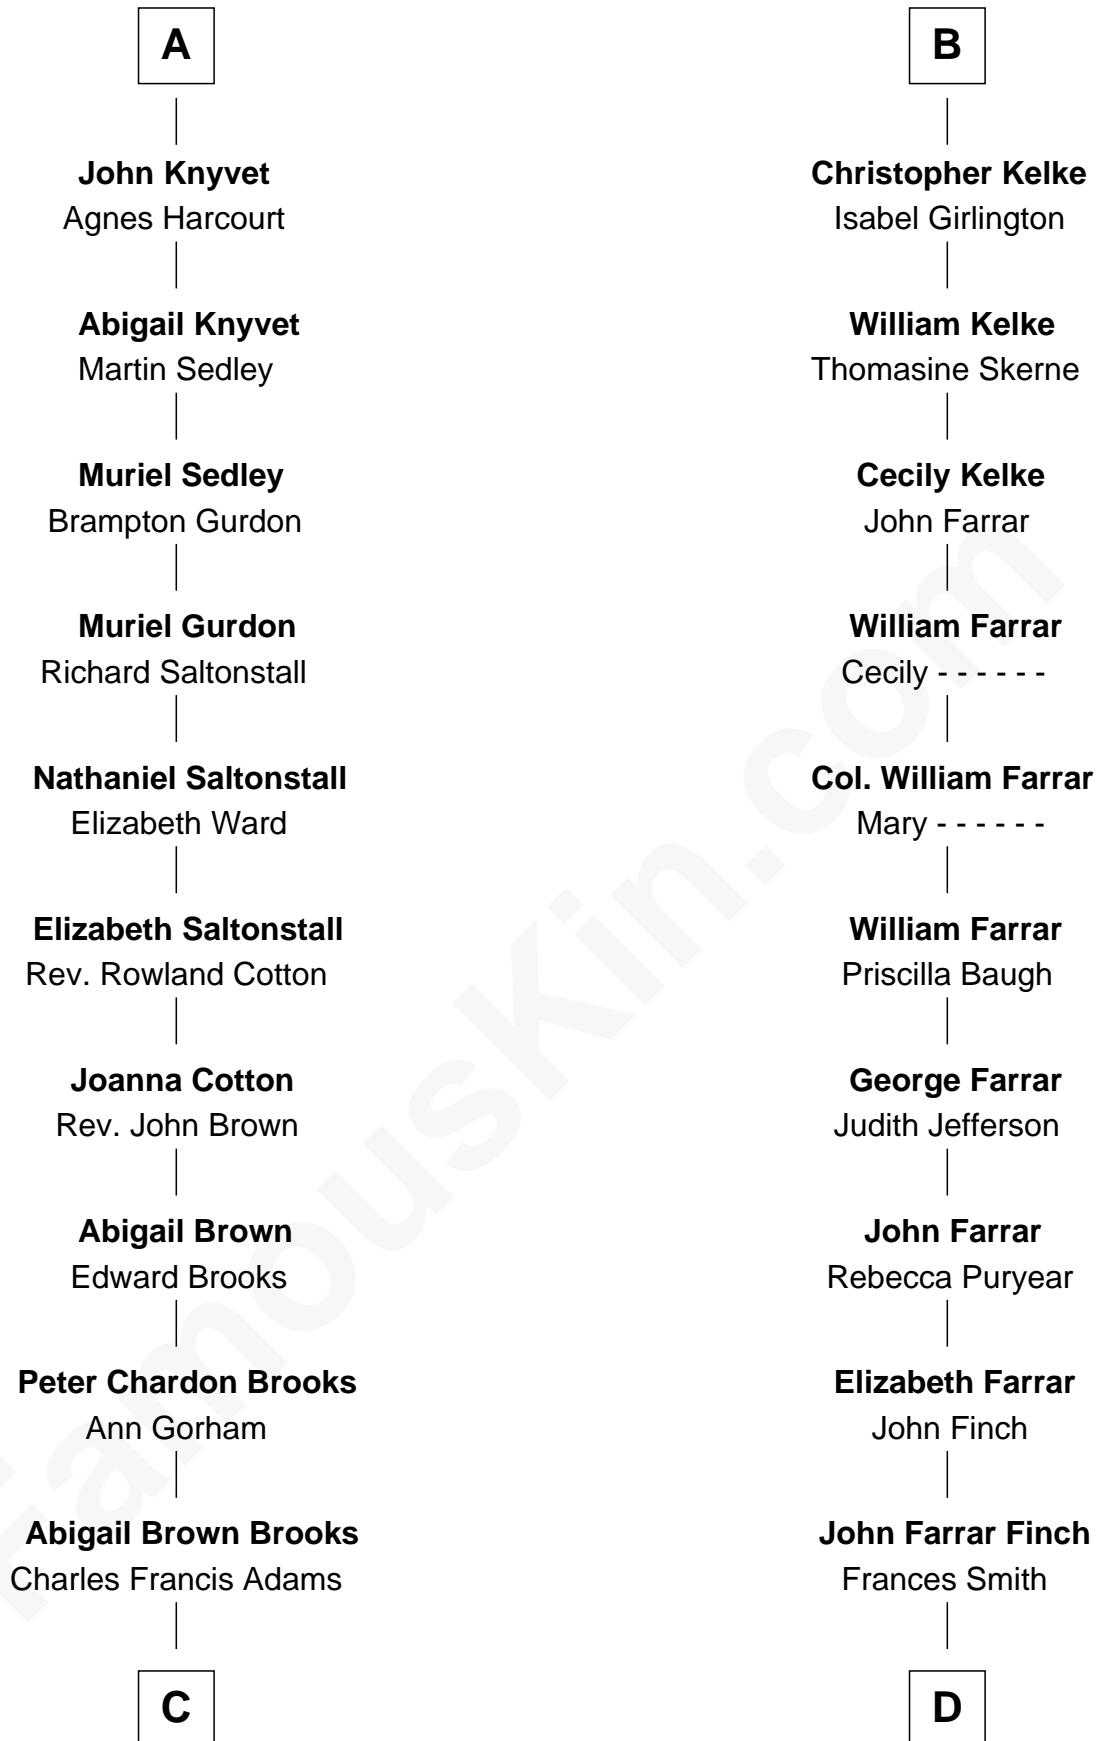 A
John Knyvet
Agnes Harcourt
Abigail Knyvet
Martin Sedley
Muriel Sedley
Brampton Gurdon
Muriel Gurdon
Richard Saltonstall
Nathaniel Saltonstall
Elizabeth Ward
Elizabeth Saltonstall
Rev. Rowland Cotton
Joanna Cotton
Rev. John Brown
Abigail Brown
Edward Brooks
Peter Chardon Brooks
Ann Gorham
Abigail Brown Brooks
Charles Francis Adams
C
B
Christopher Kelke
Isabel Girlington
William Kelke
Thomasine Skerne
Cecily Kelke
John Farrar
William Farrar
Cecily - - - - - -
Col. William Farrar
Mary - - - - - -
William Farrar
Priscilla Baugh
George Farrar
Judith Jefferson
John Farrar
Rebecca Puryear
Elizabeth Farrar
John Finch
John Farrar Finch
Frances Smith
D
FamousKin.com